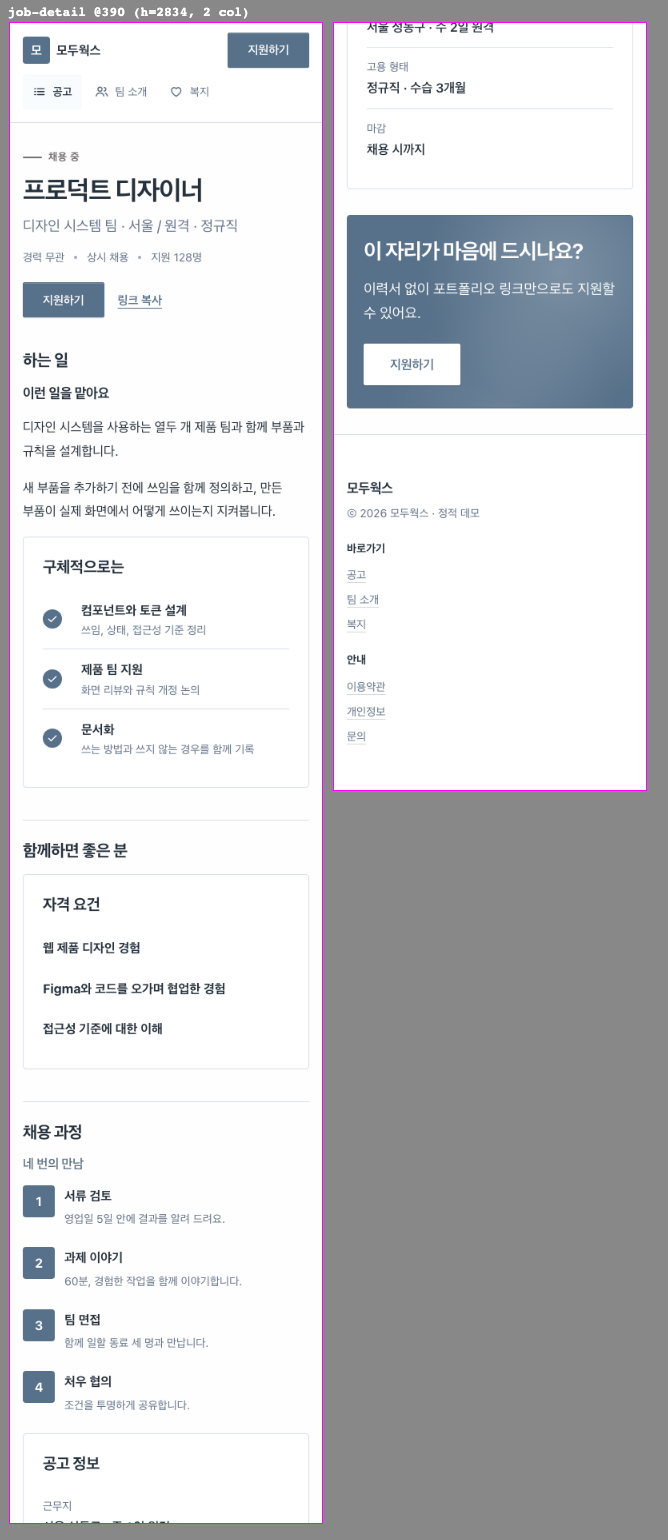 job-detail @390 (h=2834, 2 col)
모 모두웍스
지원하기
공고 팀 소개 복지
채용 중
프로덕트 디자이너
디자인 시스템 팀 · 서울 / 원격 · 정규직
경력 무관 • 상시 채용 • 지원 128명
지원하기 링크 복사
하는 일
이런 일을 맡아요
디자인 시스템을 사용하는 열두 개 제품 팀과 함께 부품과
규칙을 설계합니다.
새 부품을 추가하기 전에 쓰임을 함께 정의하고, 만든
부품이 실제 화면에서 어떻게 쓰이는지 지켜봅니다.
구체적으로는
컴포넌트와 토큰 설계
쓰임, 상태, 접근성 기준 정리
제품 팀 지원
화면 리뷰와 규칙 개정 논의
문서화
쓰는 방법과 쓰지 않는 경우를 함께 기록
함께하면 좋은 분
자격 요건
웹 제품 디자인 경험
Figma와 코드를 오가며 협업한 경험
접근성 기준에 대한 이해
채용 과정
네 번의 만남
1 서류 검토
영업일 5일 안에 결과를 알려 드려요.
2 과제 이야기
60분, 경험한 작업을 함께 이야기합니다.
3 팀 면접
함께 일할 동료 세 명과 만납니다.
4 처우 협의
조건을 투명하게 공유합니다.
공고 정보
근무지
서울 성동구 · 주 2일 원격
고용 형태
정규직 · 수습 3개월
마감
채용 시까지
이 자리가 마음에 드시나요?
이력서 없이 포트폴리오 링크만으로도 지원할
수 있어요.
지원하기
모두웍스
© 2026 모두웍스 · 정적 데모
바로가기
공고
팀 소개
복지
안내
이용약관
개인정보
문의